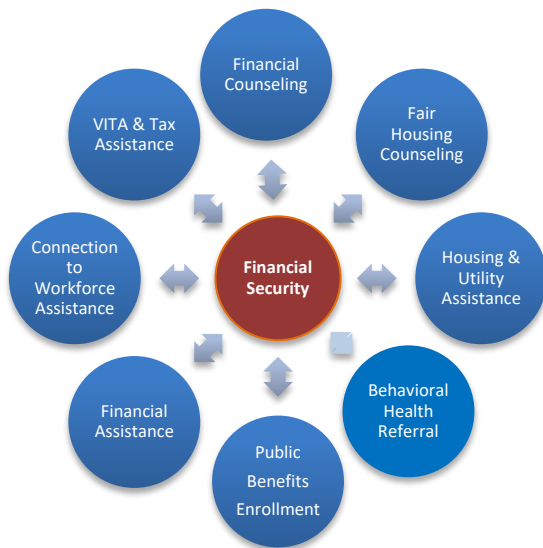 Financial
Counseling
Fair
Housing
Counseling
Housing &
Utility
Assistance
Behavioral
Health
Referral
Public
Benefits
Enrollment
Financial
Assistance
Connection
to
Workforce
Assistance
VITA & Tax
Assistance
Financial
Security